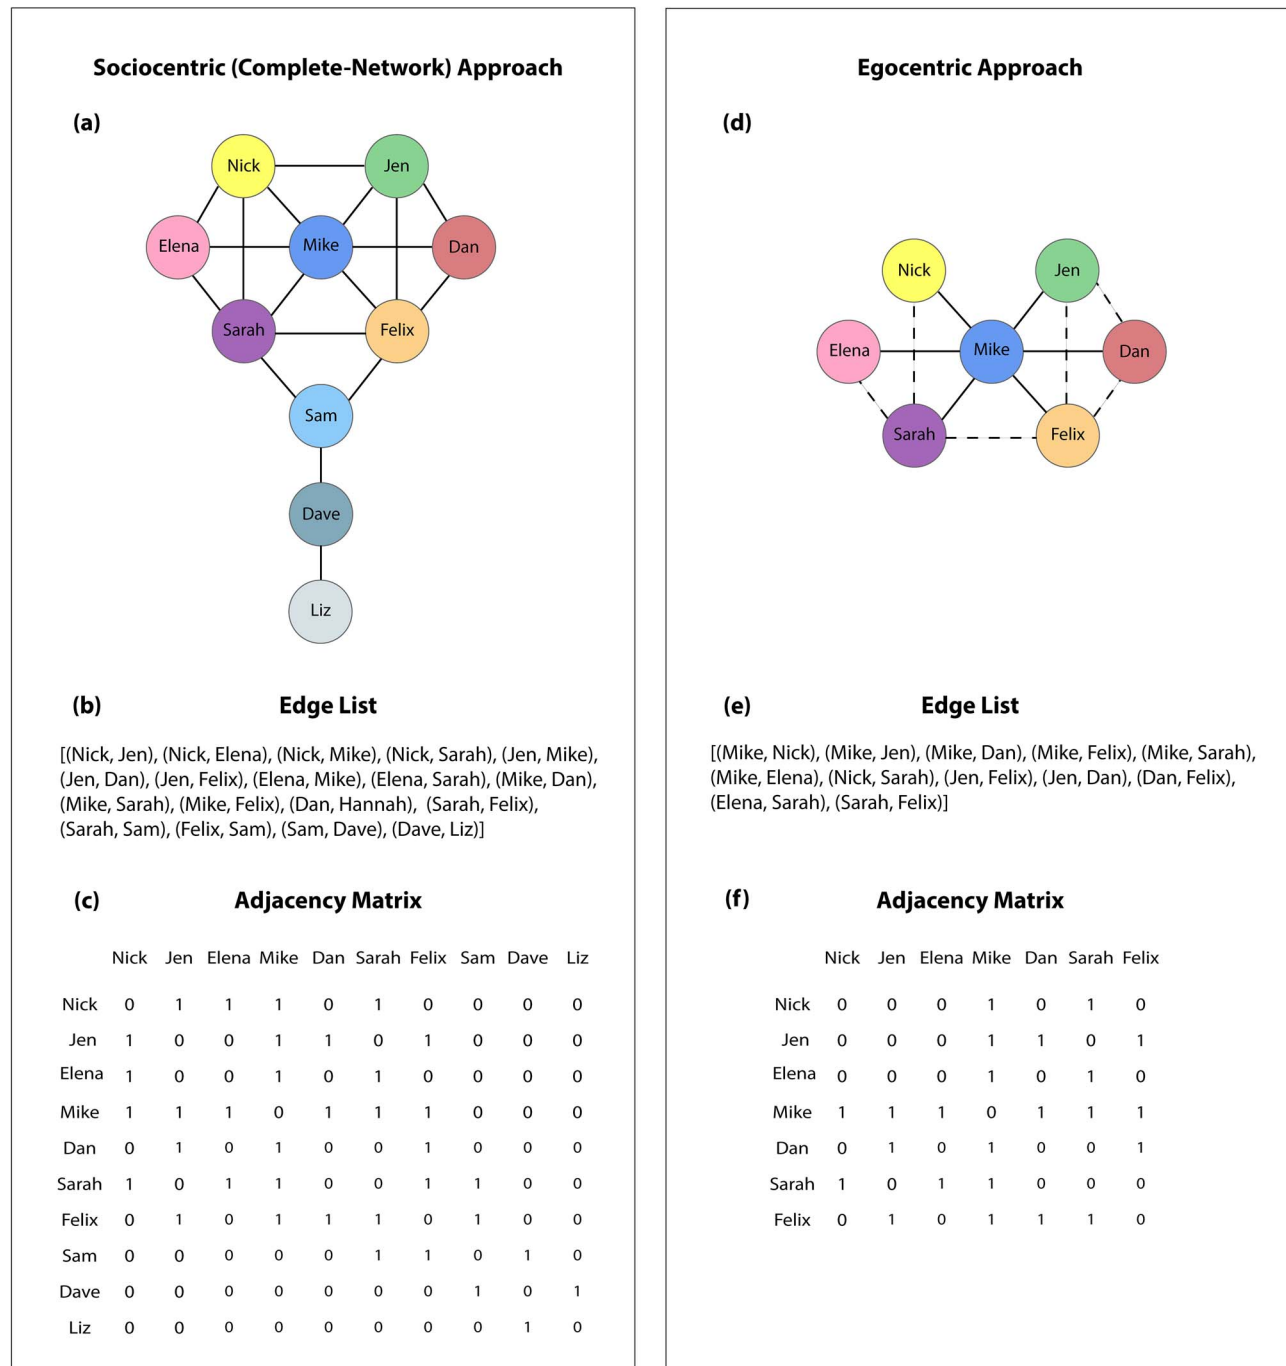 Sociocentric (Complete-Network) Approach
(a)
Nick
Jen
Elena
Mike
Dan
Sarah
Felix
Sam
Dave
Liz
(b) Edge List
[(Nick, Jen), (Nick, Elena), (Nick, Mike), (Nick, Sarah), (Jen, Mike),
(Jen, Dan), (Jen, Felix), (Elena, Mike), (Elena, Sarah), (Mike, Dan),
(Mike, Sarah), (Mike, Felix), (Dan, Hannah), (Sarah, Felix),
(Sarah, Sam), (Felix, Sam), (Sam, Dave), (Dave, Liz)]
(c) Adjacency Matrix
Nick Jen Elena Mike Dan Sarah Felix Sam Dave Liz
Nick 0 1 1 1 0 1 0 0 0 0
Jen 1 0 0 1 1 0 1 0 0 0
Elena 1 0 0 1 0 1 0 0 0 0
Mike 1 1 1 0 1 1 1 0 0 0
Dan 0 1 0 1 0 0 1 0 0 0
Sarah 1 0 1 1 0 0 1 1 0 0
Felix 0 1 0 1 1 1 0 1 0 0
Sam 0 0 0 0 0 1 1 0 1 0
Dave 0 0 0 0 0 0 0 1 0 1
Liz 0 0 0 0 0 0 0 0 1 0
Egocentric Approach
(d)
Nick
Jen
Elena
Mike
Dan
Sarah
Felix
(e) Edge List
[(Mike, Nick), (Mike, Jen), (Mike, Dan), (Mike, Felix), (Mike, Sarah),
(Mike, Elena), (Nick, Sarah), (Jen, Felix), (Jen, Dan), (Dan, Felix),
(Elena, Sarah), (Sarah, Felix)]
(f) Adjacency Matrix
Nick Jen Elena Mike Dan Sarah Felix
Nick 0 0 0 1 0 1 0
Jen 0 0 0 1 1 0 1
Elena 0 0 0 1 0 1 0
Mike 1 1 1 0 1 1 1
Dan 0 1 0 1 0 0 1
Sarah 1 0 1 1 0 0 0
Felix 0 1 0 1 1 1 0